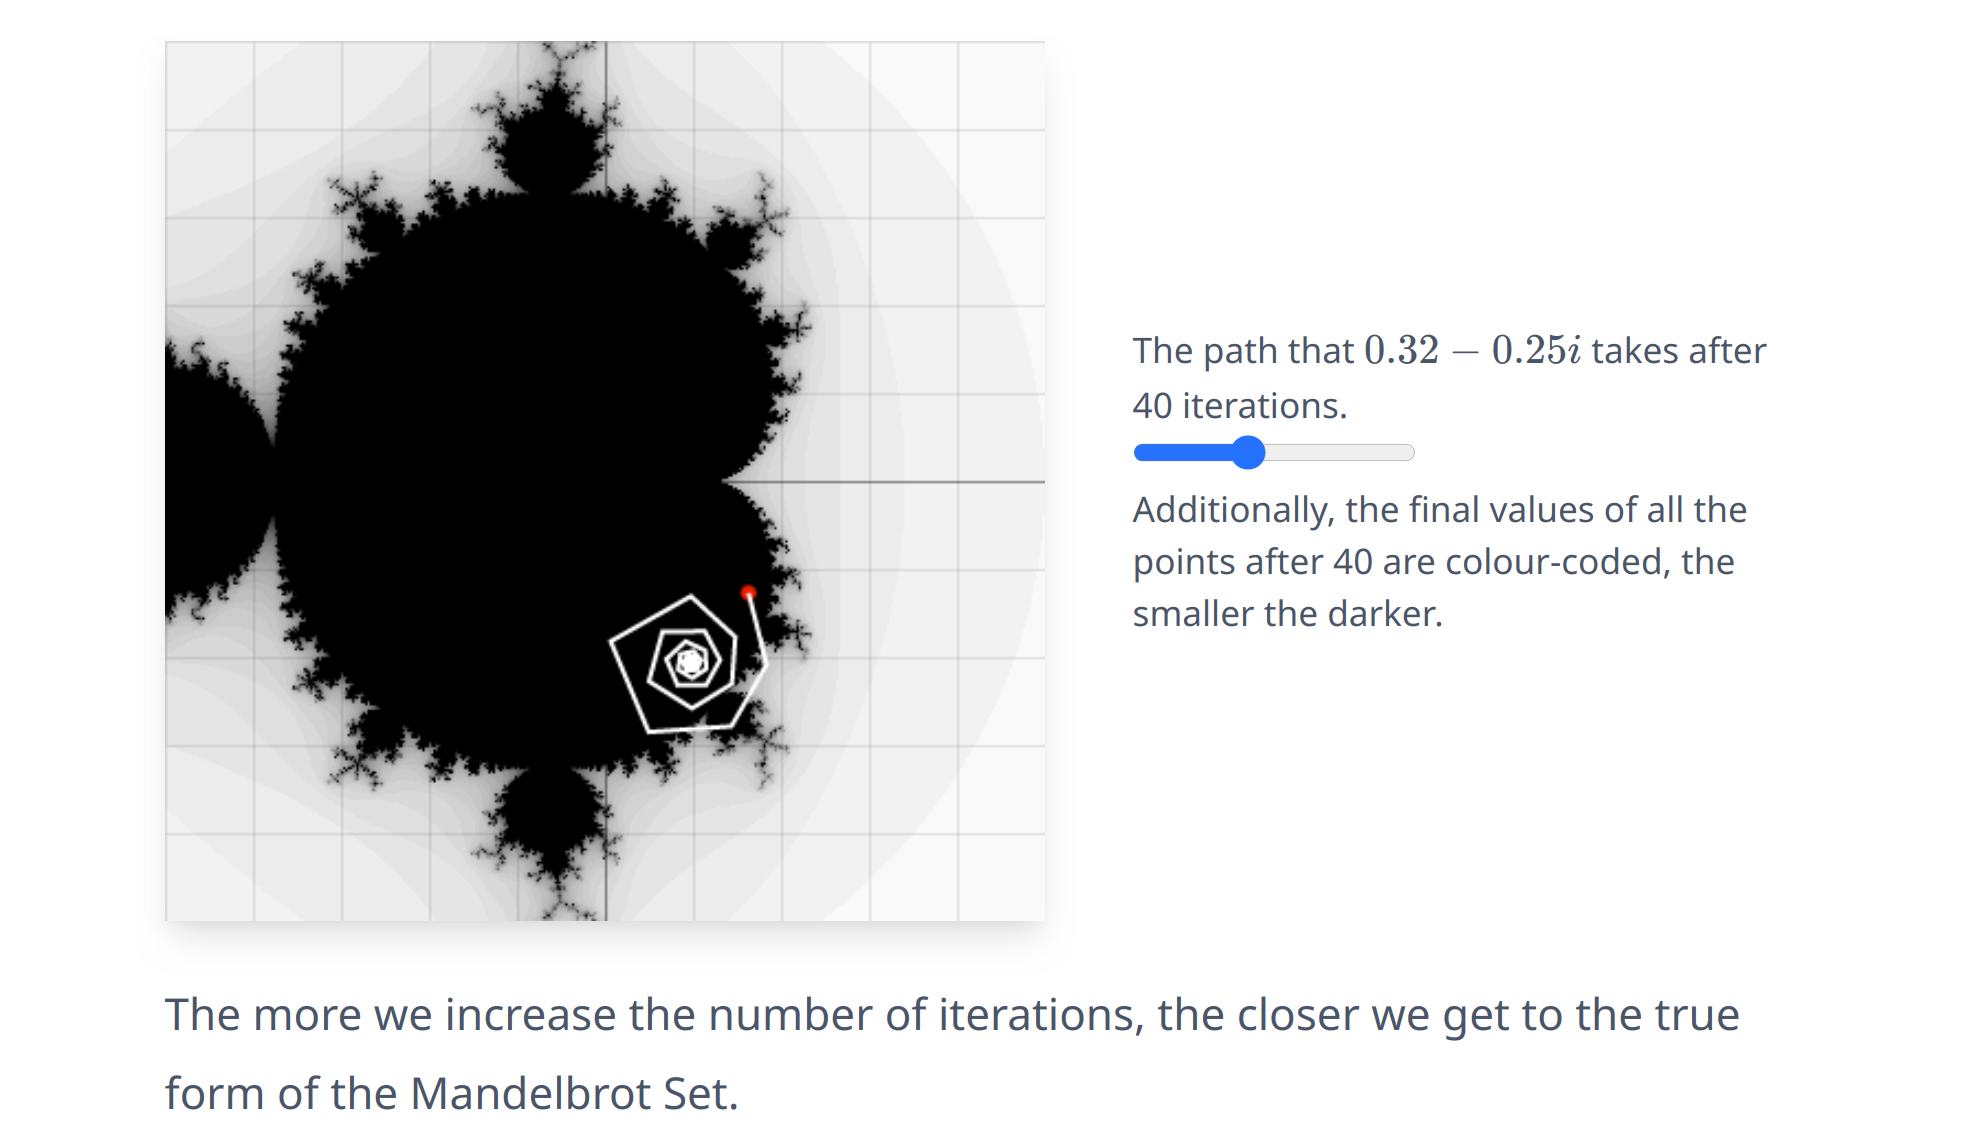 The path that 0.32 − 0.25i takes after
40 iterations.
Additionally, the final values of all the
points after 40 are colour-coded, the
smaller the darker.
The more we increase the number of iterations, the closer we get to the true
form of the Mandelbrot Set.